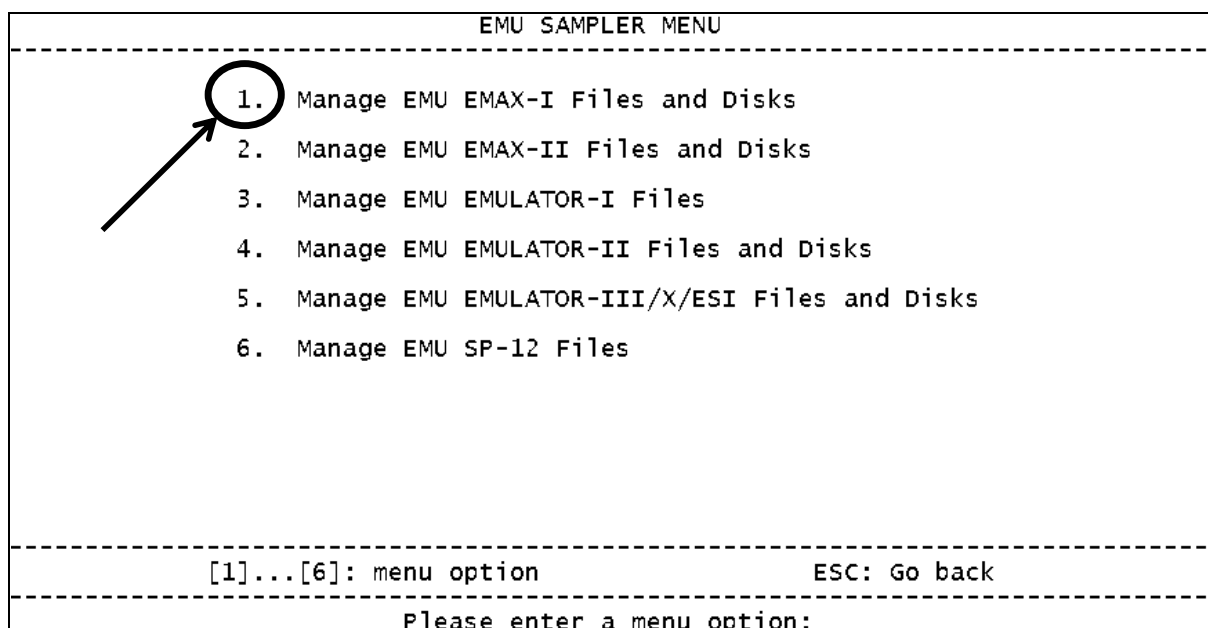 EMU SAMPLER MENU
1. Manage EMU EMAX-I Files and Disks
2. Manage EMU EMAX-II Files and Disks
3. Manage EMU EMULATOR-I Files
4. Manage EMU EMULATOR-II Files and Disks
5. Manage EMU EMULATOR-III/X/ESI Files and Disks
6. Manage EMU SP-12 Files
[1]...[6]: menu option ESC: Go back
Please enter a menu option: